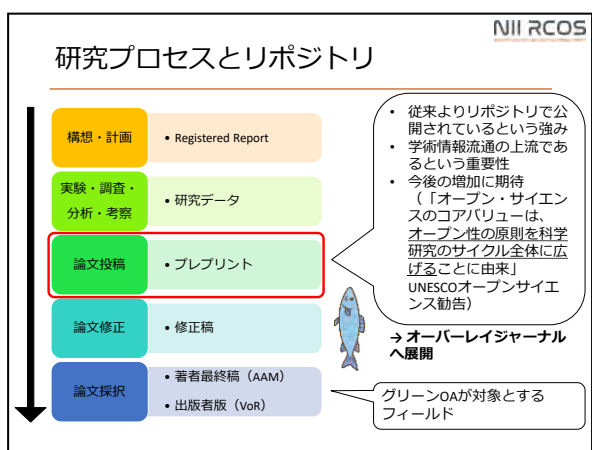 NII RCOS
研究プロセスとリポジトリ
構想・計画
• Registered Report
実験・調査・
分析・考察
• 研究データ
論文投稿
• プレプリント
論文修正
• 修正稿
論文採択
• 著者最終稿（AAM）
• 出版者版（VoR）
• 従来よりリポジトリで公
開されているという強み
• 学術情報流通の上流であ
るという重要性
• 今後の増加に期待
（「オープン・サイエン
スのコアバリューは、
オープン性の原則を科学
研究のサイクル全体に広
げることに由来」
UNESCOオープンサイエ
ンス勧告）
→ オーバーレイジャーナル
へ展開
グリーンOAが対象とする
フィールド